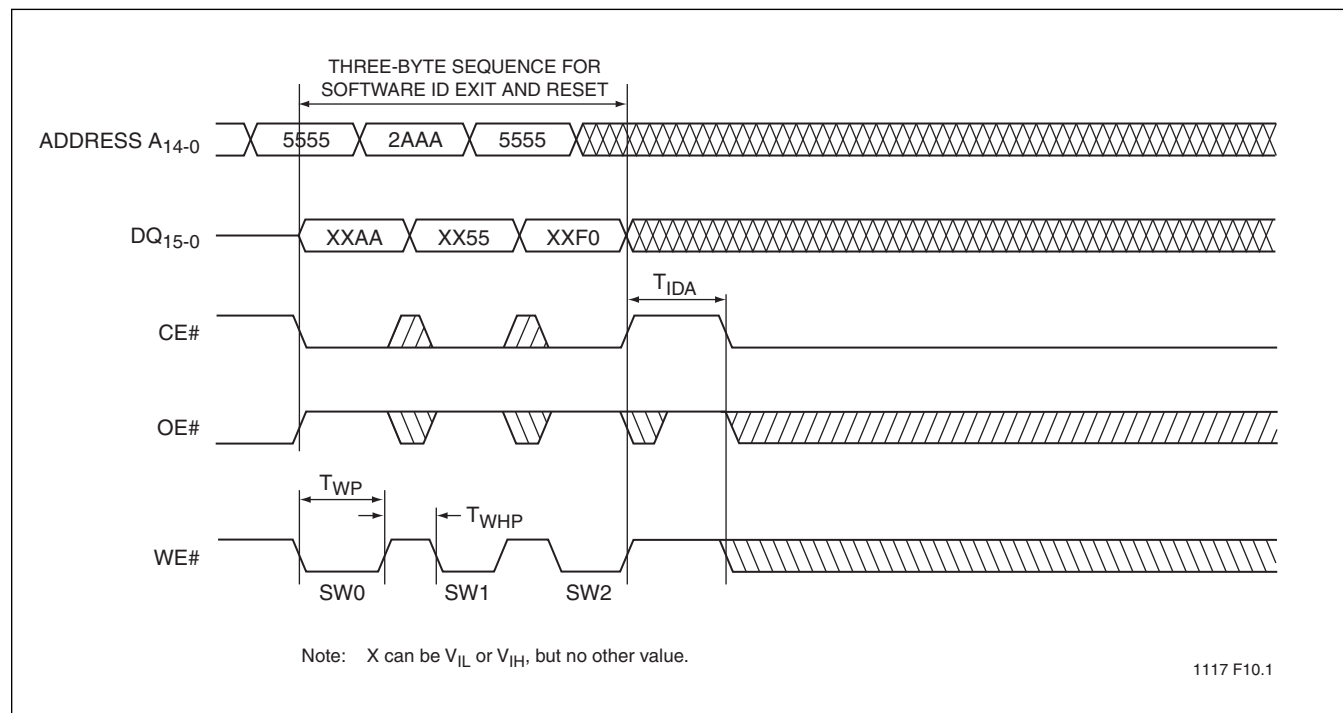 THREE-BYTE SEQUENCE FOR
SOFTWARE ID EXIT AND RESET
ADDRESS A14-0
5555 2AAA 5555
DQ15-0
XXAA XX55 XXF0
TIDA
CE#
OE#
TWP
TWHP
WE#
SW0 SW1 SW2
Note: X can be VIL or VIH, but no other value.
1117 F10.1